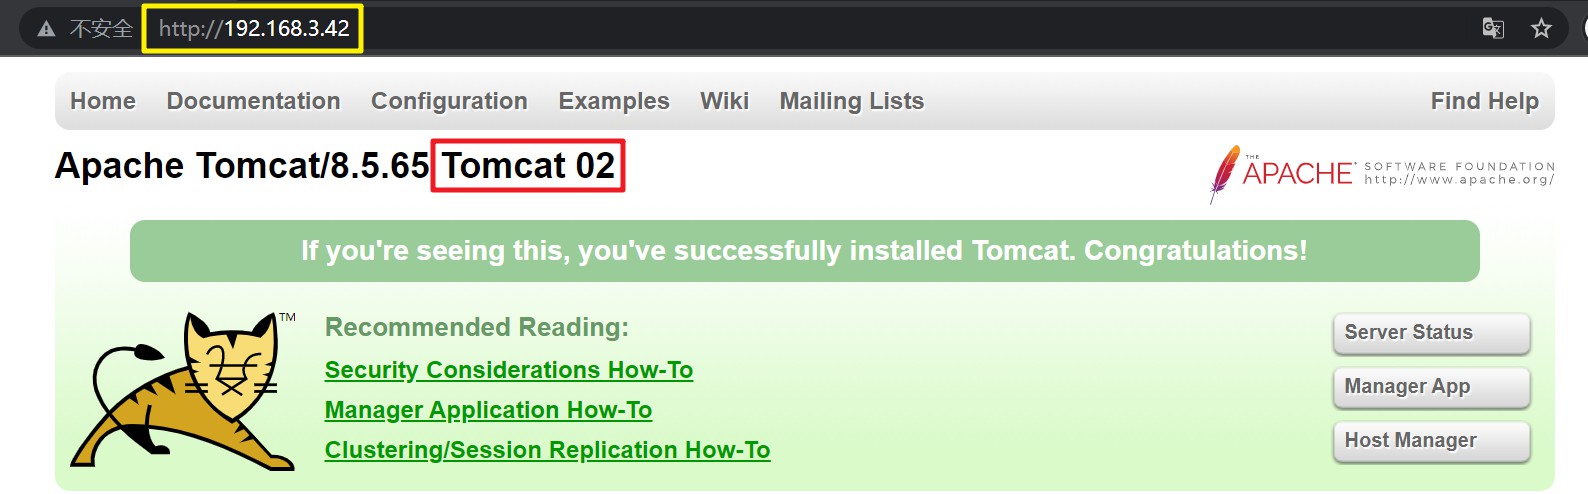 不安全 http://192.168.3.42
Home Documentation Configuration Examples Wiki Mailing Lists Find Help
Apache Tomcat/8.5.65 Tomcat 02
THE APACHE SOFTWARE FOUNDATION
http://www.apache.org/
If you're seeing this, you've successfully installed Tomcat. Congratulations!
TM
Recommended Reading:
Security Considerations How-To
Manager Application How-To
Clustering/Session Replication How-To
Server Status
Manager App
Host Manager